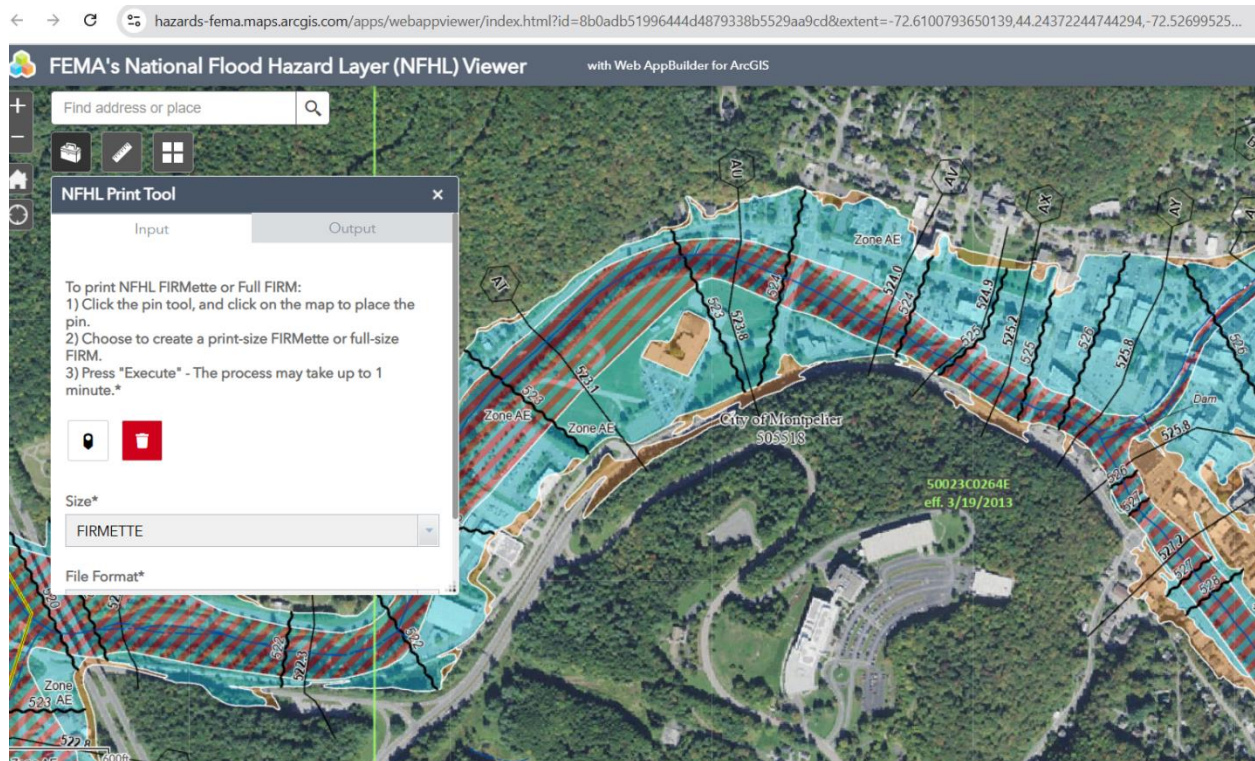 hazards-fema.maps.arcgis.com/apps/webappviewer/index.html?id=8b0adb51996444d4879338b5529aa9cd&extent=-72.6100793650139,44.24372244744294,-72.52699525...
FEMA's National Flood Hazard Layer (NFHL) Viewer
with Web AppBuilder for ArcGIS
Find address or place
NFHL Print Tool
×
Input
Output
To print NFHL FIRMette or Full FIRM:
1) Click the pin tool, and click on the map to place the
pin.
2) Choose to create a print-size FIRMette or full-size
FIRM.
3) Press "Execute" - The process may take up to 1
minute.*
Size*
FIRMETTE
File Format*
AU
AV
AX
AY
AT
Zone AE
524.0
524
524.9
525.2
525
525
526
525.8
526
523
523.8
524
523.1
523
Zone AE
Zone AE
City of Montpelier
505518
Dam
525.8
50023C0264E
eff. 3/19/2013
526
527
527.2
527
528
520
522
522.3
522
Zone
AE
523
522.8
600ft